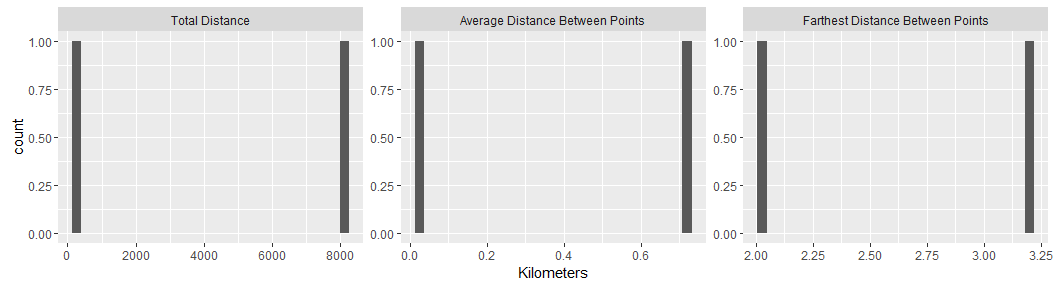 Total Distance
Average Distance Between Points
Farthest Distance Between Points
count
1.00
0.75
0.50
0.25
0.00
0 2000 4000 6000 8000
1.00
0.75
0.50
0.25
0.00
0.0 0.2 0.4 0.6
1.00
0.75
0.50
0.25
0.00
2.00 2.25 2.50 2.75 3.00 3.25
Kilometers